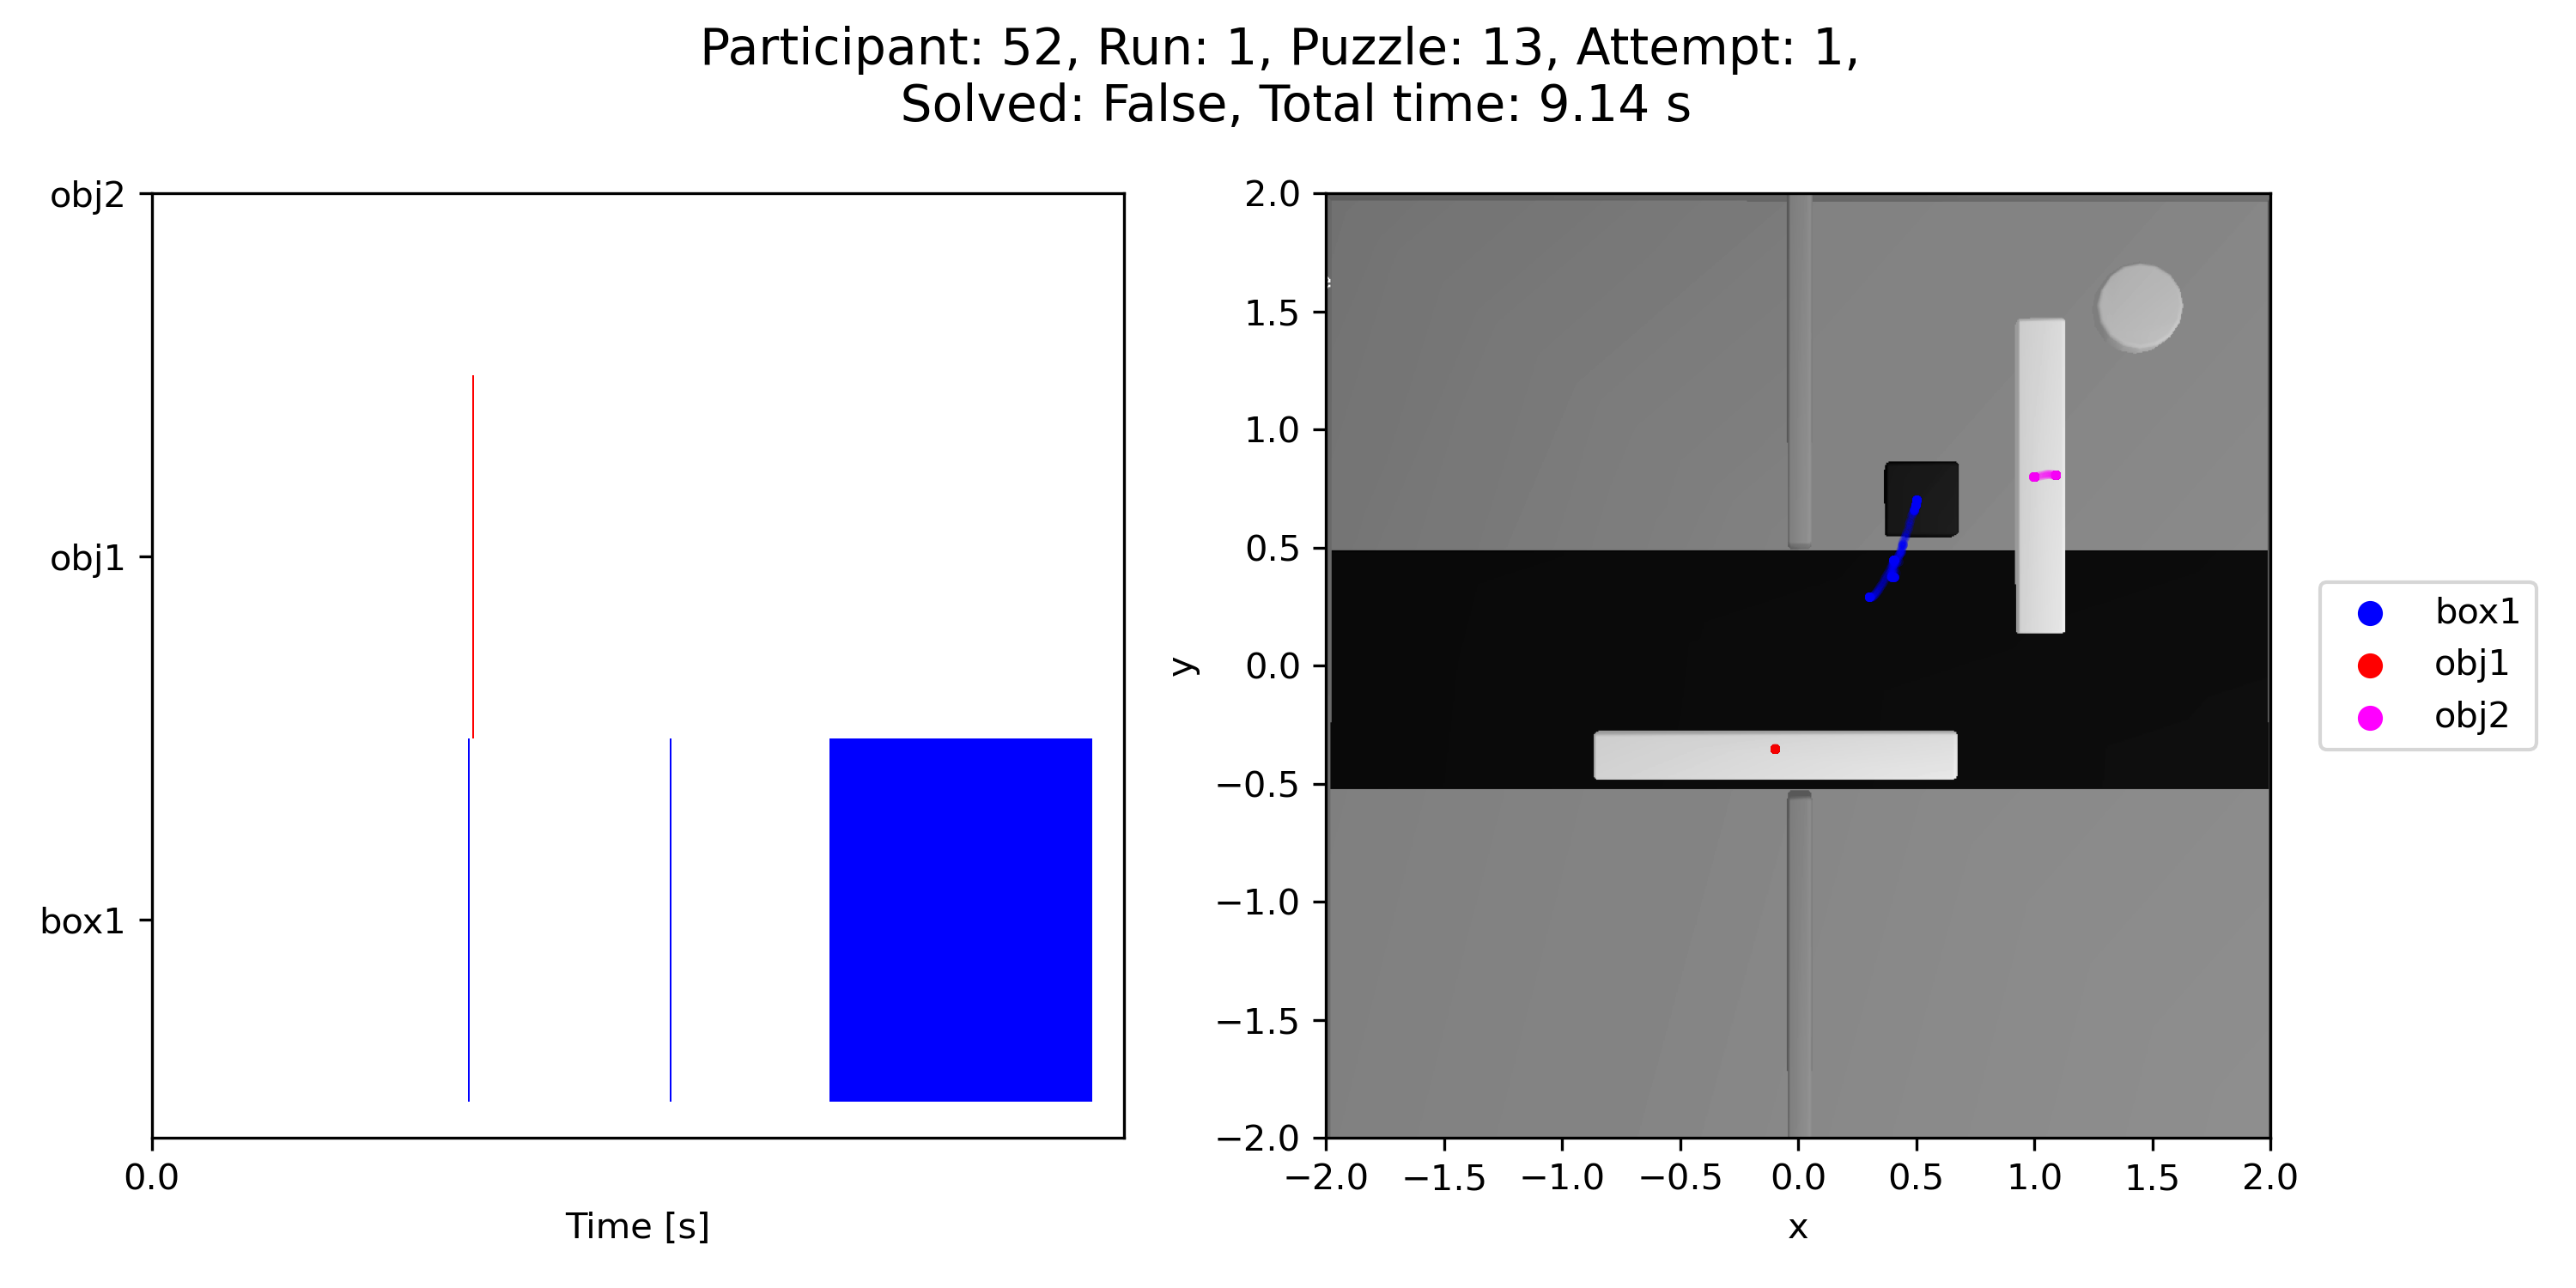 Participant: 52, Run: 1, Puzzle: 13, Attempt: 1,
Solved: False, Total time: 9.14 s
obj2
obj1
box1
0.0
Time [s]
2.0
1.5
1.0
0.5
0.0
−0.5
−1.0
−1.5
−2.0
y
−2.0 −1.5 −1.0 −0.5 0.0 0.5 1.0 1.5 2.0
x
box1
obj1
obj2